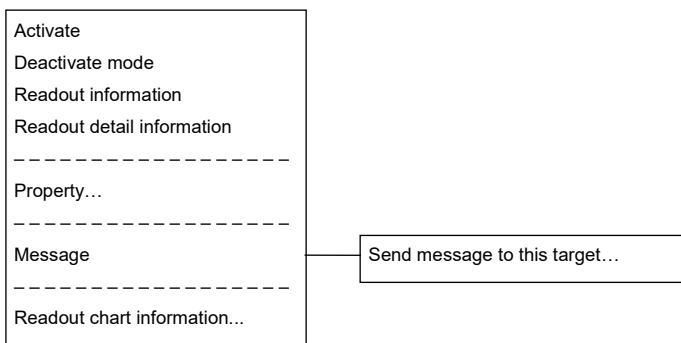 Activate
Deactivate mode
Readout information
Readout detail information
– – – – – – – – – – – – – – – – – –
Property…
– – – – – – – – – – – – – – – – – –
Message
Send message to this target…
– – – – – – – – – – – – – – – – – –
Readout chart information...